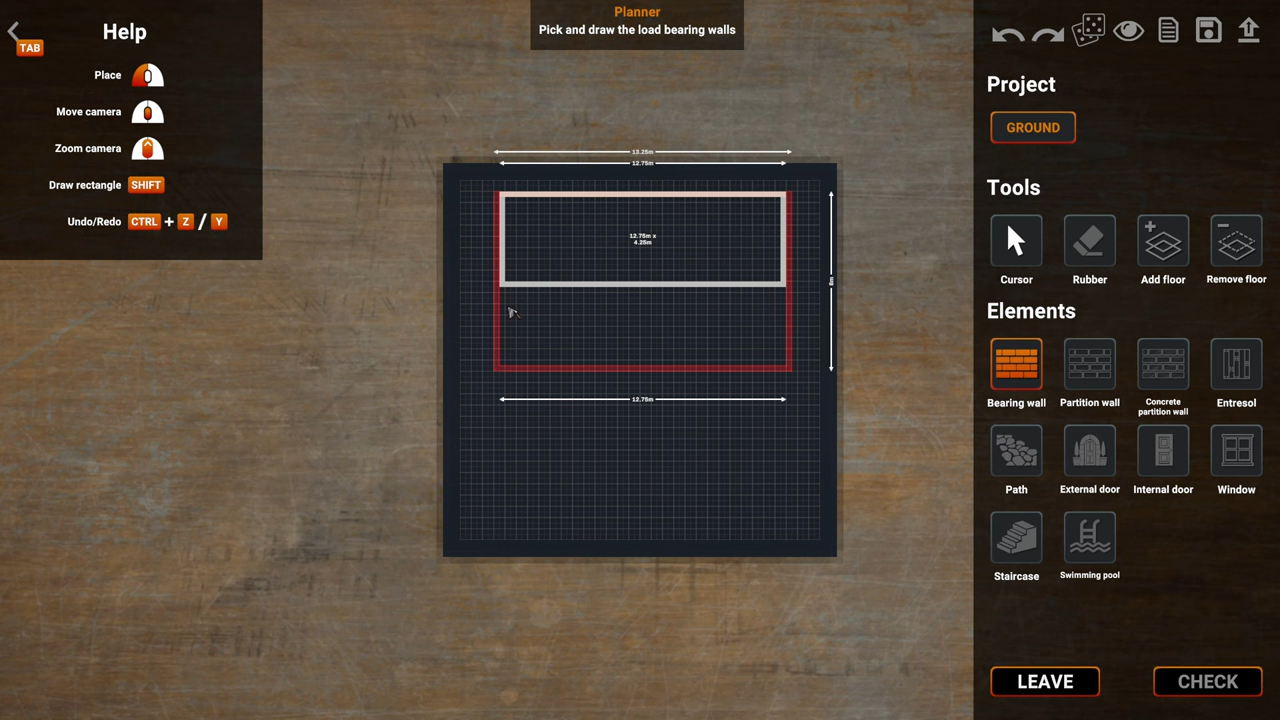 Help
TAB
Place
Move camera
Zoom camera
Draw rectangle SHIFT
Undo/Redo CTRL + Z / Y
Planner
Pick and draw the load bearing walls
13.25m
12.75m
12.75m x
4.25m
8m
12.75m
Project
GROUND
Tools
Cursor Rubber Add floor Remove floor
Elements
Bearing wall Partition wall Concrete partition wall Entresol
Path External door Internal door Window
Staircase Swimming pool
LEAVE CHECK